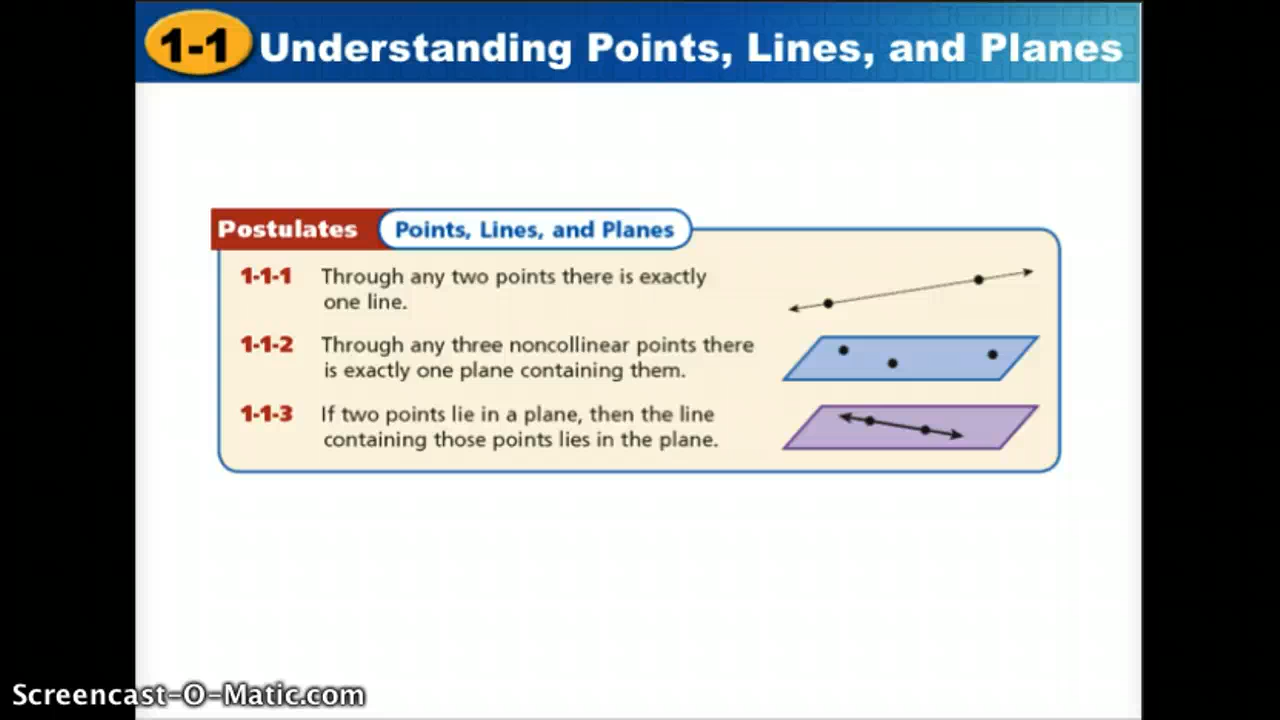 1-1 Understanding Points, Lines, and Planes
Postulates Points, Lines, and Planes
1-1-1 Through any two points there is exactly
one line.
1-1-2 Through any three noncollinear points there
is exactly one plane containing them.
1-1-3 If two points lie in a plane, then the line
containing those points lies in the plane.
Screencast-O-Matic.com